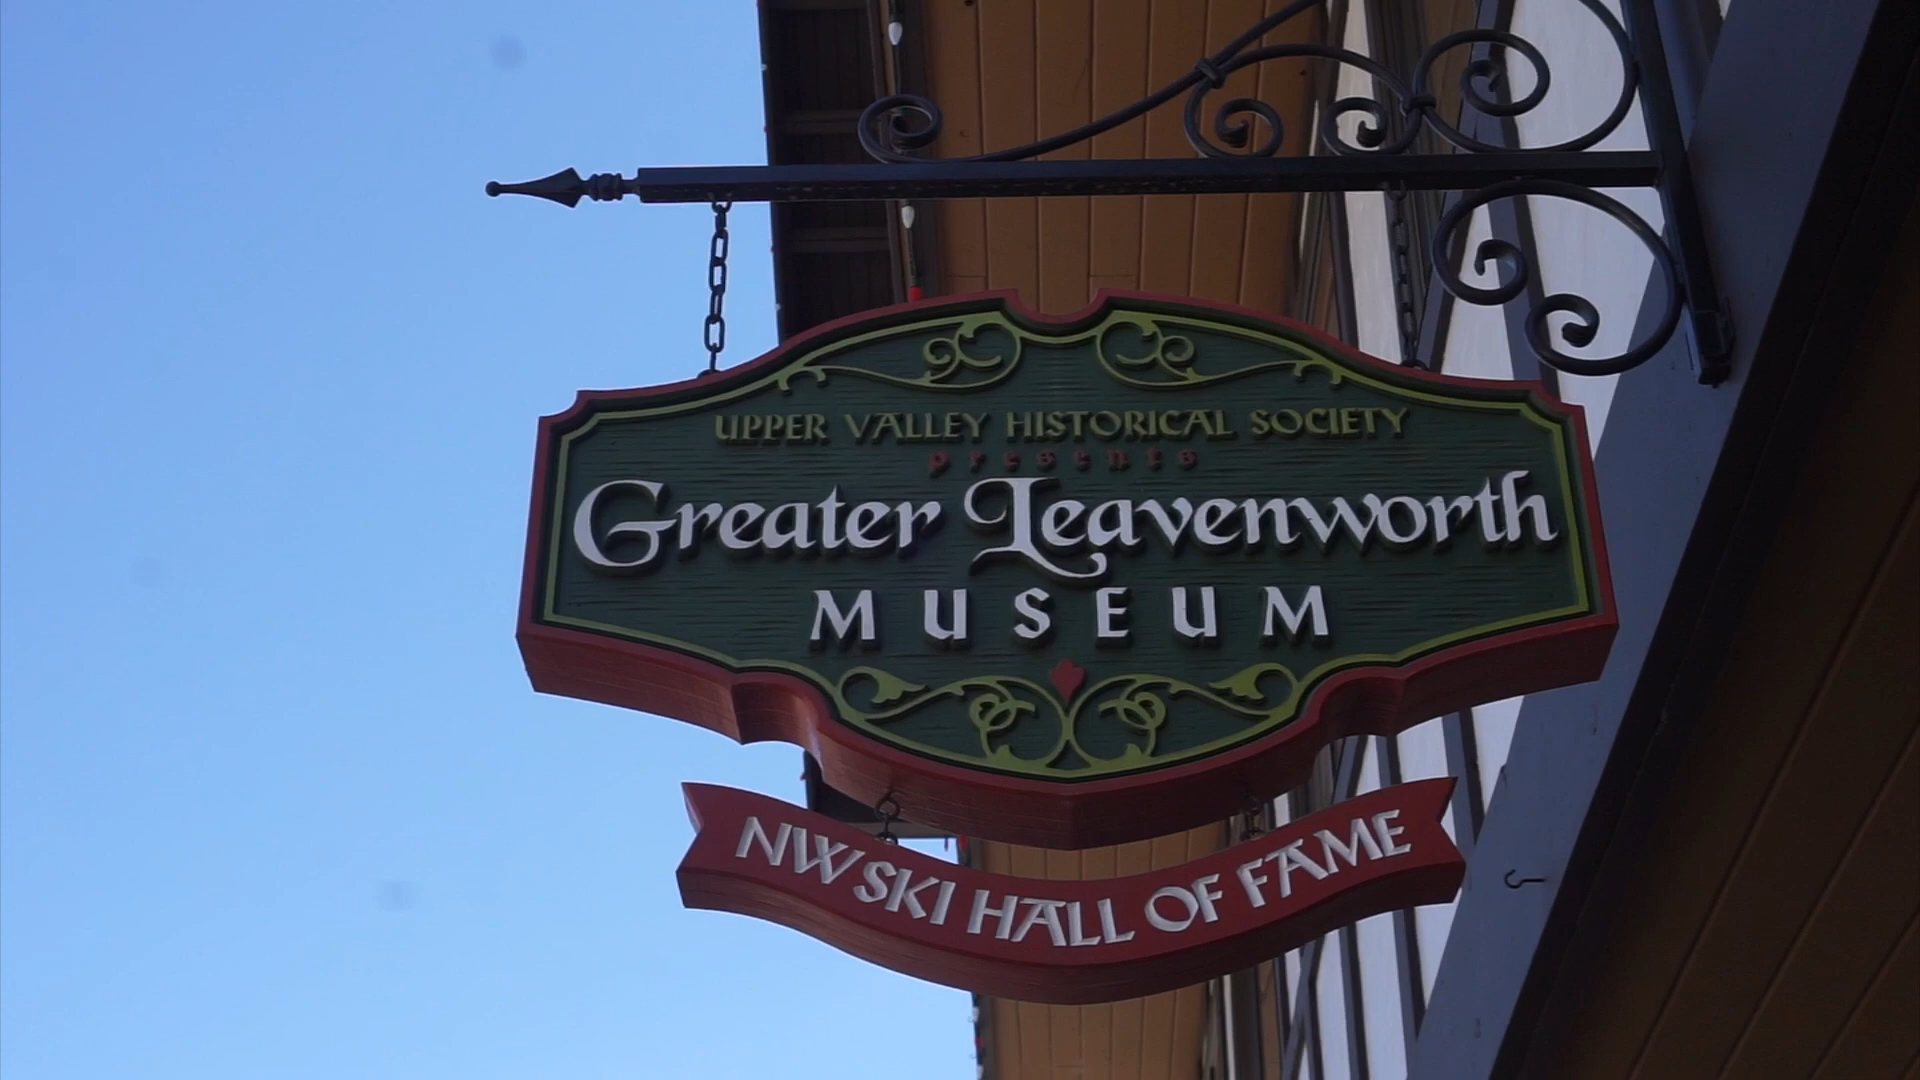 UPPER VALLEY HISTORICAL SOCIETY
presents
Greater Leavenworth
MUSEUM
NW SKI HALL OF FAME